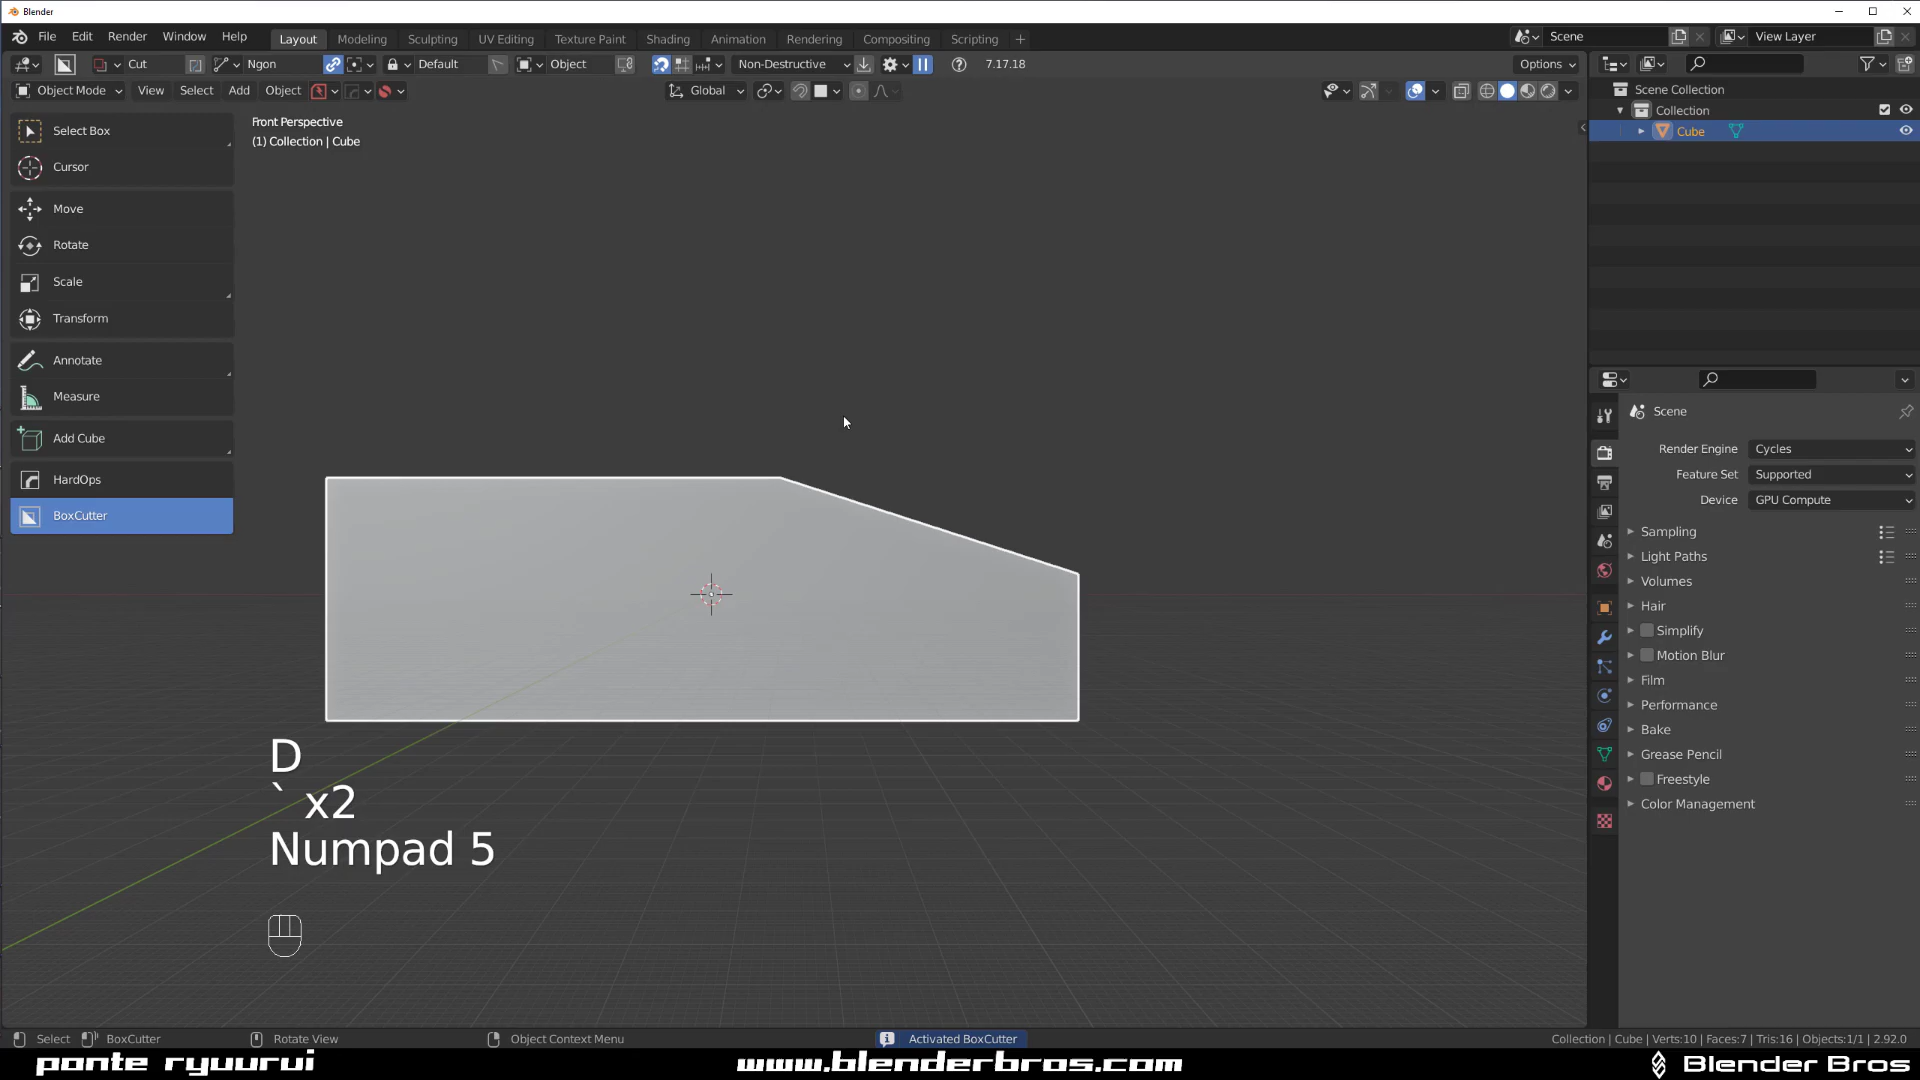 Blender
File Edit Render Window Help Layout Modeling Sculpting UV Editing Texture Paint Shading Animation Rendering Compositing Scripting + Scene View Layer
Cut Ngon Default Object Non-Destructive 7.17.18 Options
Object Mode View Select Add Object Global
Scene Collection
Collection
Cube
Front Perspective
(1) Collection | Cube
Select Box
Cursor
Move
Rotate
Scale
Transform
Annotate
Measure
Add Cube
HardOps
BoxCutter
Scene
Render Engine Cycles
Feature Set Supported
Device GPU Compute
Sampling
Light Paths
Volumes
Hair
Simplify
Motion Blur
Film
Performance
Bake
Grease Pencil
Freestyle
Color Management
D
` x2
Numpad 5
Select BoxCutter Rotate View Object Context Menu Activated BoxCutter Collection | Cube | Verts:10 | Faces:7 | Tris:16 | Objects:1/1 | 2.92.0
ponte ryuurui www.blenderbros.com Blender Bros